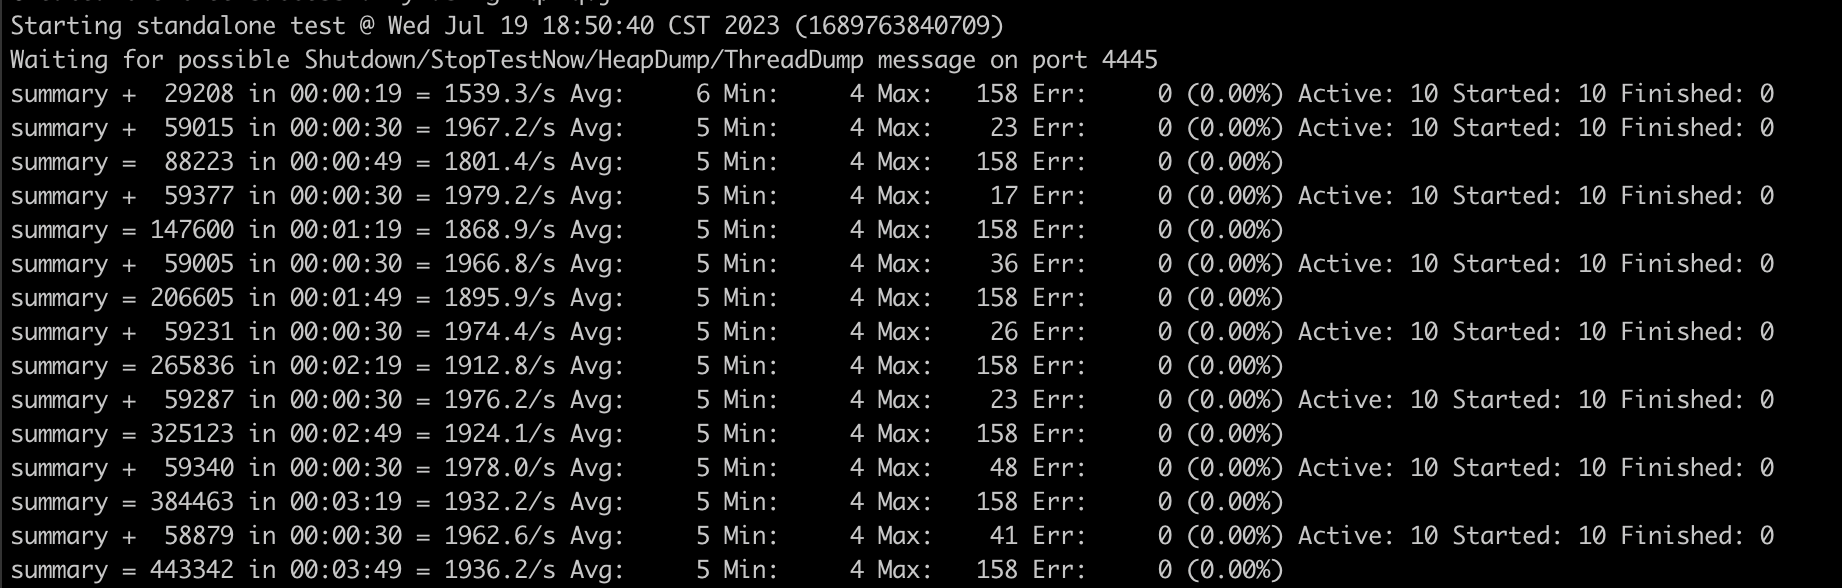 Starting standalone test @ Wed Jul 19 18:50:40 CST 2023 (1689763840709)
Waiting for possible Shutdown/StopTestNow/HeapDump/ThreadDump message on port 4445
summary +  29208 in 00:00:19 = 1539.3/s Avg:     6 Min:     4 Max:   158 Err:     0 (0.00%) Active: 10 Started: 10 Finished: 0
summary +  59015 in 00:00:30 = 1967.2/s Avg:     5 Min:     4 Max:    23 Err:     0 (0.00%) Active: 10 Started: 10 Finished: 0
summary =  88223 in 00:00:49 = 1801.4/s Avg:     5 Min:     4 Max:   158 Err:     0 (0.00%)
summary +  59377 in 00:00:30 = 1979.2/s Avg:     5 Min:     4 Max:    17 Err:     0 (0.00%) Active: 10 Started: 10 Finished: 0
summary = 147600 in 00:01:19 = 1868.9/s Avg:     5 Min:     4 Max:   158 Err:     0 (0.00%)
summary +  59005 in 00:00:30 = 1966.8/s Avg:     5 Min:     4 Max:    36 Err:     0 (0.00%) Active: 10 Started: 10 Finished: 0
summary = 206605 in 00:01:49 = 1895.9/s Avg:     5 Min:     4 Max:   158 Err:     0 (0.00%)
summary +  59231 in 00:00:30 = 1974.4/s Avg:     5 Min:     4 Max:    26 Err:     0 (0.00%) Active: 10 Started: 10 Finished: 0
summary = 265836 in 00:02:19 = 1912.8/s Avg:     5 Min:     4 Max:   158 Err:     0 (0.00%)
summary +  59287 in 00:00:30 = 1976.2/s Avg:     5 Min:     4 Max:    23 Err:     0 (0.00%) Active: 10 Started: 10 Finished: 0
summary = 325123 in 00:02:49 = 1924.1/s Avg:     5 Min:     4 Max:   158 Err:     0 (0.00%)
summary +  59340 in 00:00:30 = 1978.0/s Avg:     5 Min:     4 Max:    48 Err:     0 (0.00%) Active: 10 Started: 10 Finished: 0
summary = 384463 in 00:03:19 = 1932.2/s Avg:     5 Min:     4 Max:   158 Err:     0 (0.00%)
summary +  58879 in 00:00:30 = 1962.6/s Avg:     5 Min:     4 Max:    41 Err:     0 (0.00%) Active: 10 Started: 10 Finished: 0
summary = 443342 in 00:03:49 = 1936.2/s Avg:     5 Min:     4 Max:   158 Err:     0 (0.00%)